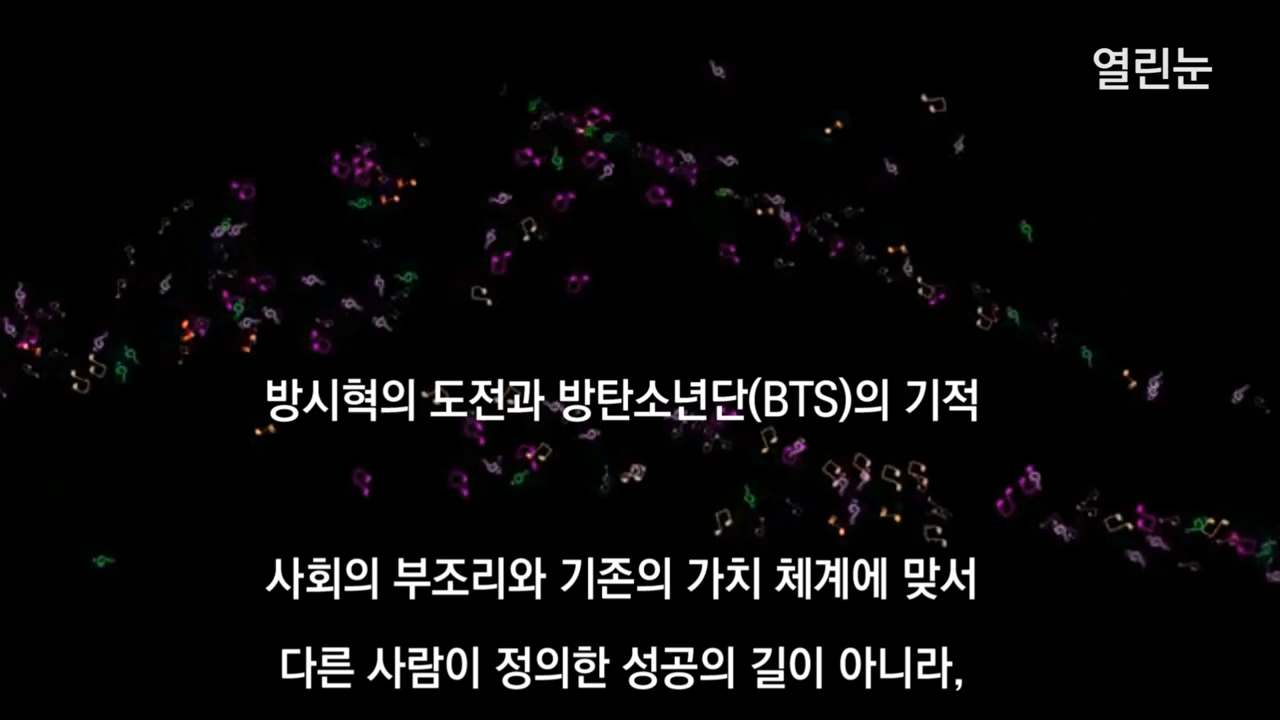 열린눈
방시혁의 도전과 방탄소년단(BTS)의 기적
사회의 부조리와 기존의 가치 체계에 맞서
다른 사람이 정의한 성공의 길이 아니라,